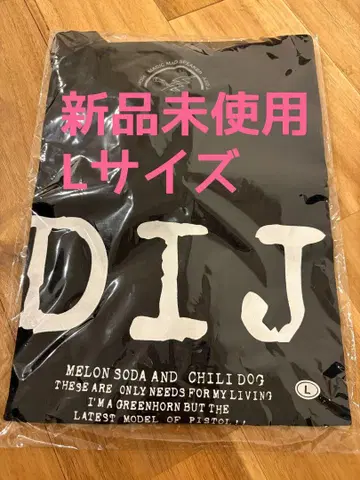 新品未使用
Lサイズ
DIJ
MELON SODA AND CHILI DOG
THESE ARE ONLY NEEDS FOR MY LIVING
L
I'M A GREENHORN BUT THE
LATEST MODEL OF PISTOL!!